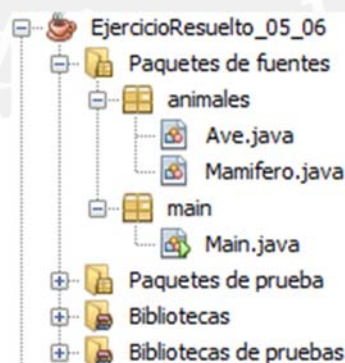 EjercicioResuelto_05_06
Paquetes de fuentes
animales
Ave.java
Mamifero.java
main
Main.java
Paquetes de prueba
Bibliotecas
Bibliotecas de pruebas